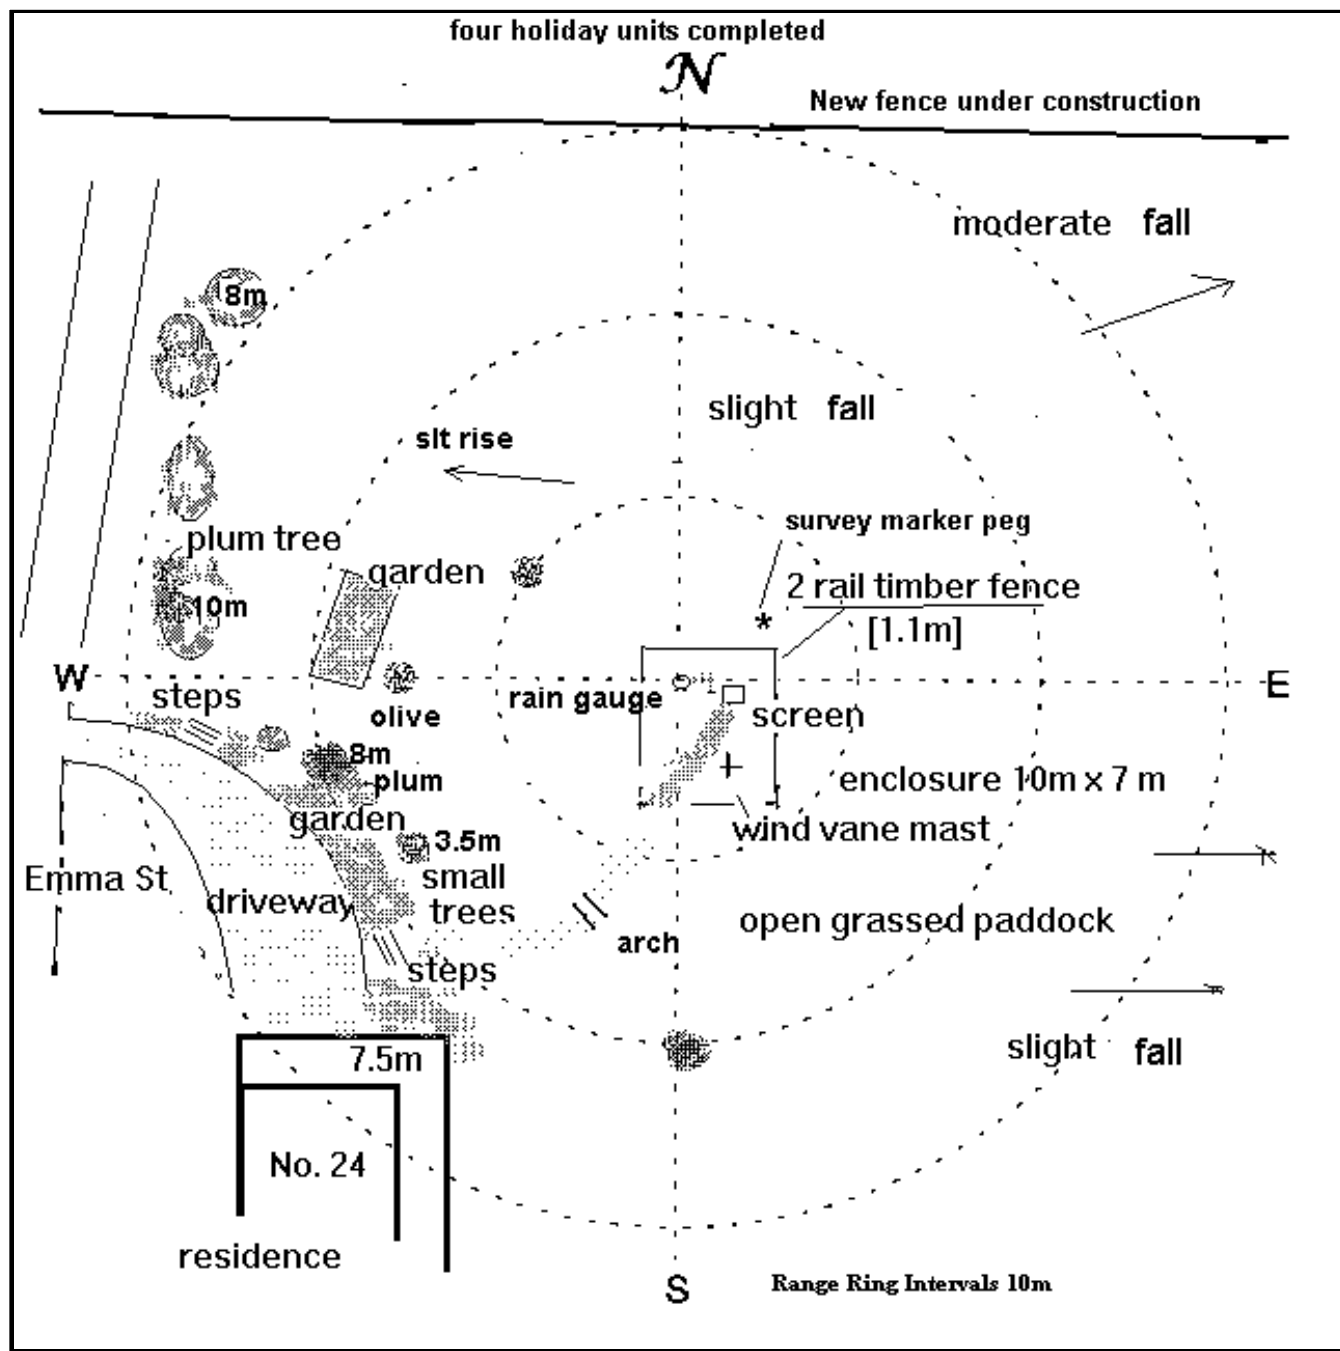 four holiday units completed
N
New fence under construction
moderate fall
8m
slight fall
slt rise
survey marker peg
plum tree
garden
2 rail timber fence
10m
[1.1m]
W
E
steps
rain gauge
olive
screen
8m
plum
enclosure 10m x 7 m
garden
wind vane mast
3.5m
Emma St
small
trees
driveway
open grassed paddock
arch
steps
slight fall
7.5m
No. 24
residence
S
Range Ring Intervals 10m